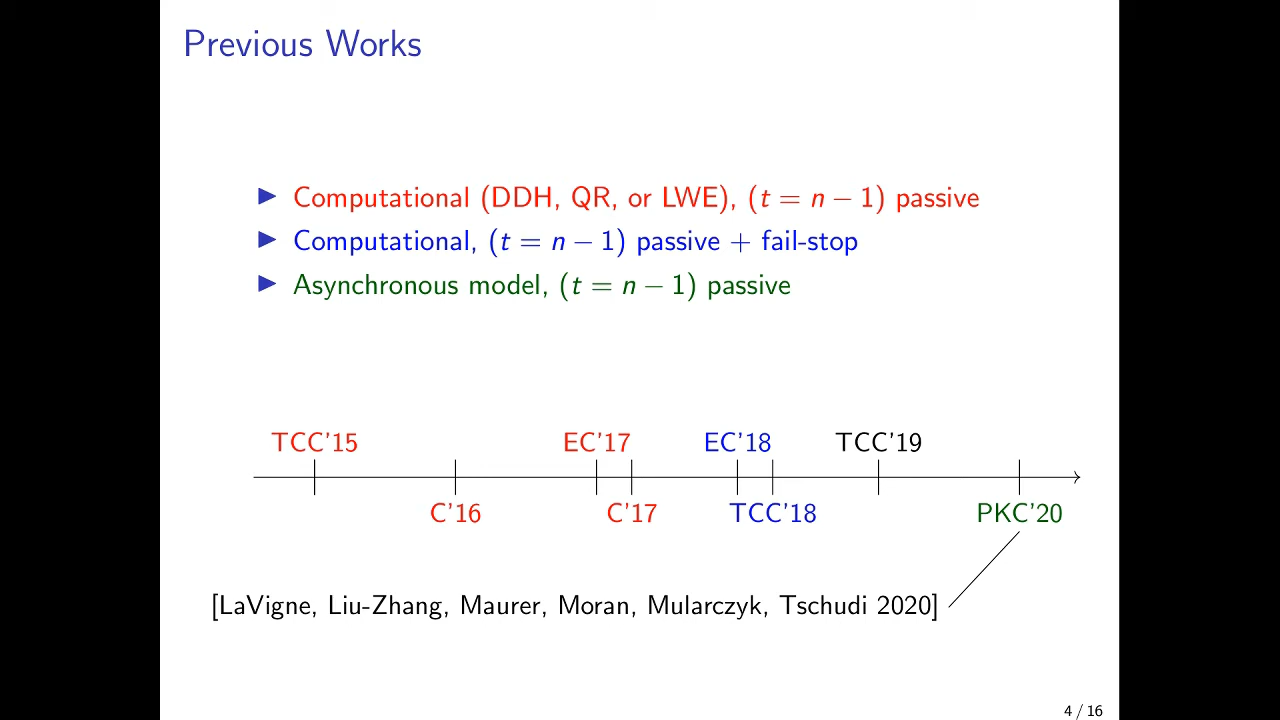 Previous Works
Computational (DDH, QR, or LWE), (t = n − 1) passive
Computational, (t = n − 1) passive + fail-stop
Asynchronous model, (t = n − 1) passive
TCC'15 EC'17 EC'18 TCC'19
C'16 C'17 TCC'18 PKC'20
[LaVigne, Liu-Zhang, Maurer, Moran, Mularczyk, Tschudi 2020]
4 / 16